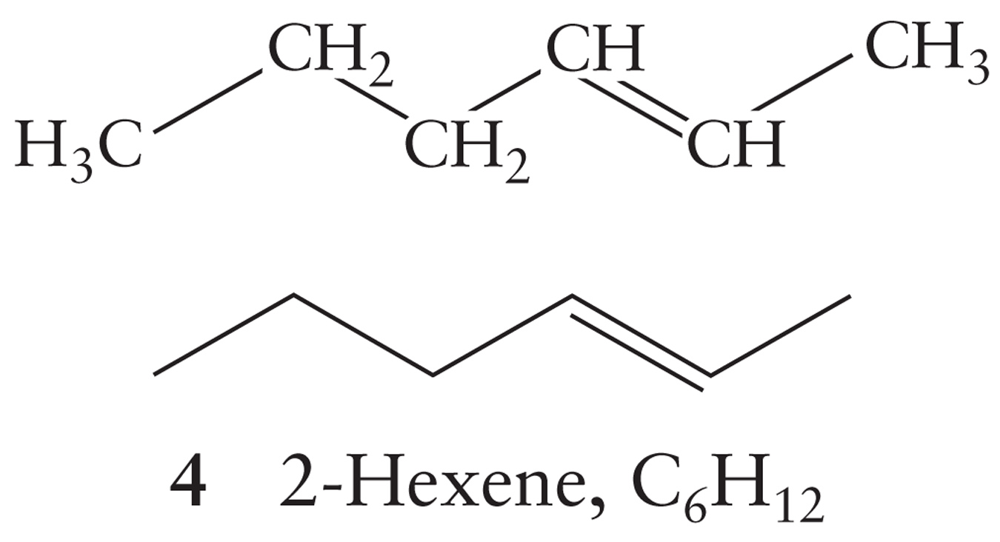 CH₂ CH CH₃
H₃C CH₂ CH
4 2-Hexene, C₆H₁₂